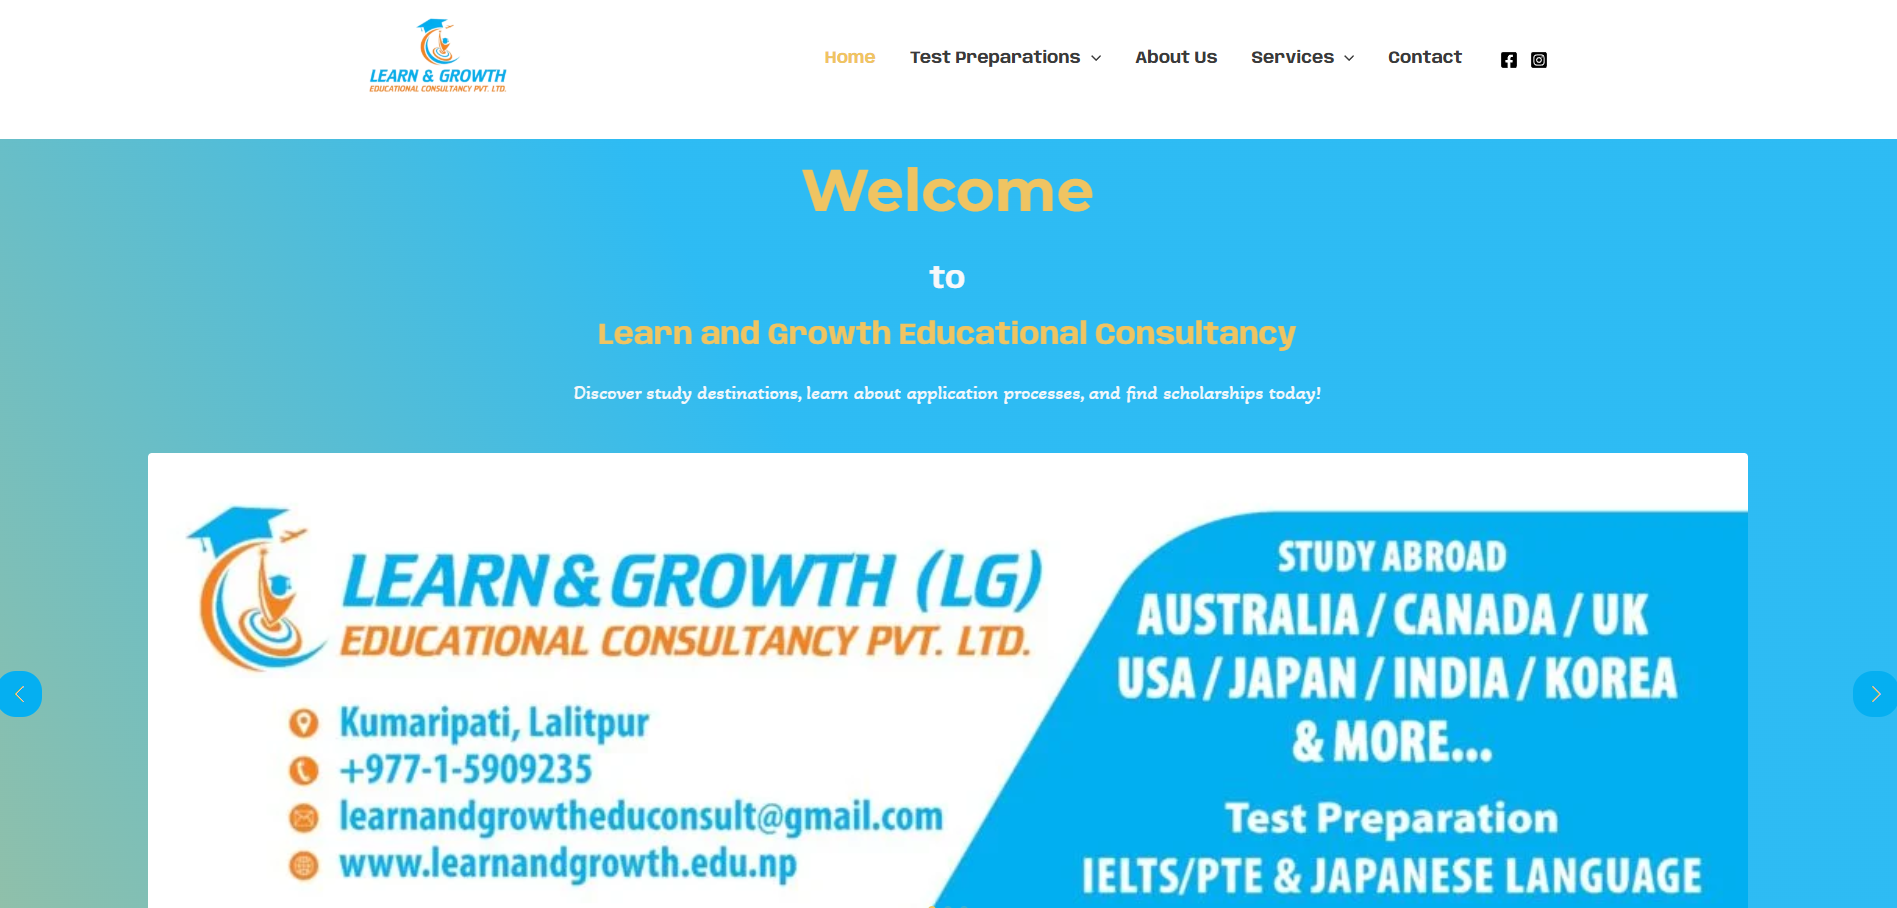 LEARN & GROWTH
EDUCATIONAL CONSULTANCY PVT. LTD.
Home Test Preparations About Us Services Contact
Welcome
to
Learn and Growth Educational Consultancy
Discover study destinations, learn about application processes, and find scholarships today!
LEARN & GROWTH (LG)
EDUCATIONAL CONSULTANCY PVT. LTD.
Kumaripati, Lalitpur
+977-1-5909235
learnandgrowtheduconsult@gmail.com
www.learnandgrowth.edu.np
STUDY ABROAD
AUSTRALIA / CANADA / UK
USA / JAPAN / INDIA / KOREA
& MORE...
Test Preparation
IELTS/PTE & JAPANESE LANGUAGE